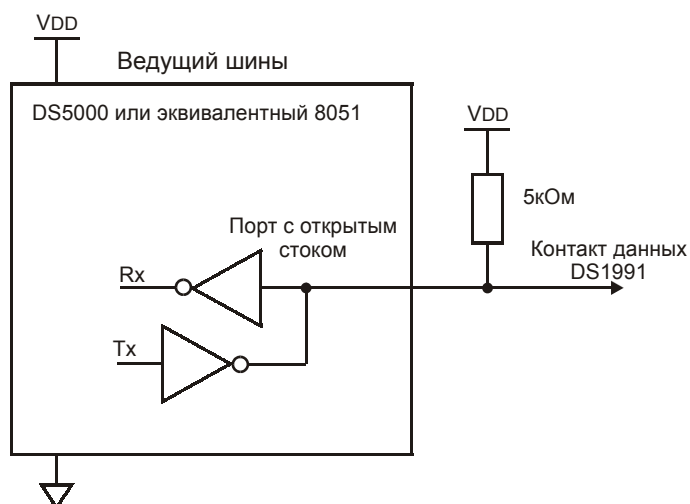 VDD
Ведущий шины
DS5000 или эквивалентный 8051
VDD
5кОм
Порт с открытым
стоком
Контакт данных
DS1991
Rx
Tx